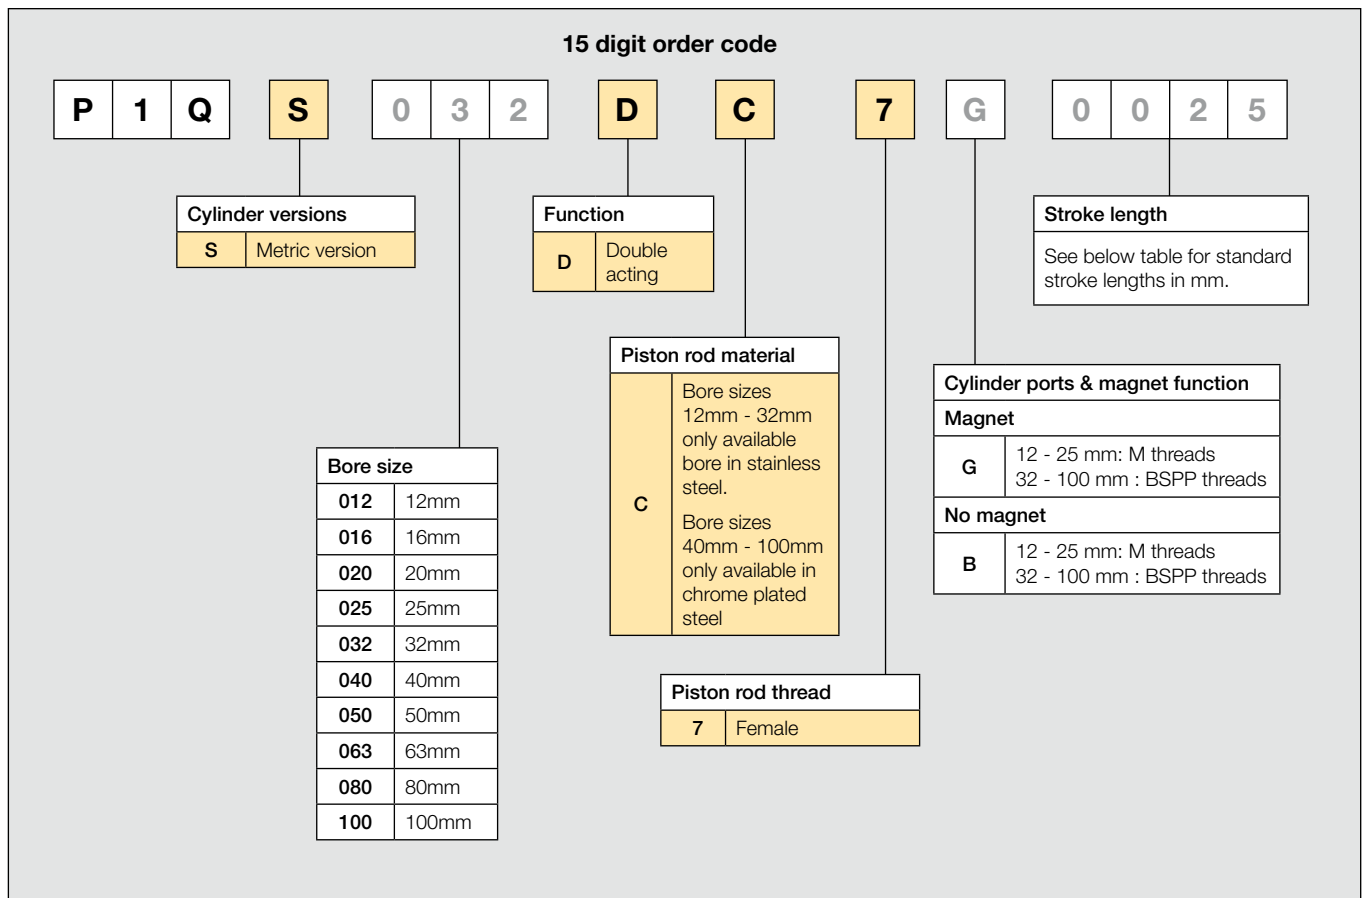 15 digit order code
P 1 Q S 0 3 2 D C 7 G 0 0 2 5
Cylinder versions
S Metric version
Function
D Double
acting
Stroke length
See below table for standard
stroke lengths in mm.
Piston rod material
C
Bore sizes
12mm - 32mm
only available
bore in stainless
steel.
Bore sizes
40mm - 100mm
only available in
chrome plated
steel
Cylinder ports & magnet function
Magnet
G
12 - 25 mm: M threads
32 - 100 mm : BSPP threads
No magnet
B
12 - 25 mm: M threads
32 - 100 mm : BSPP threads
Bore size
012 12mm
016 16mm
020 20mm
025 25mm
032 32mm
040 40mm
050 50mm
063 63mm
080 80mm
100 100mm
Piston rod thread
7 Female